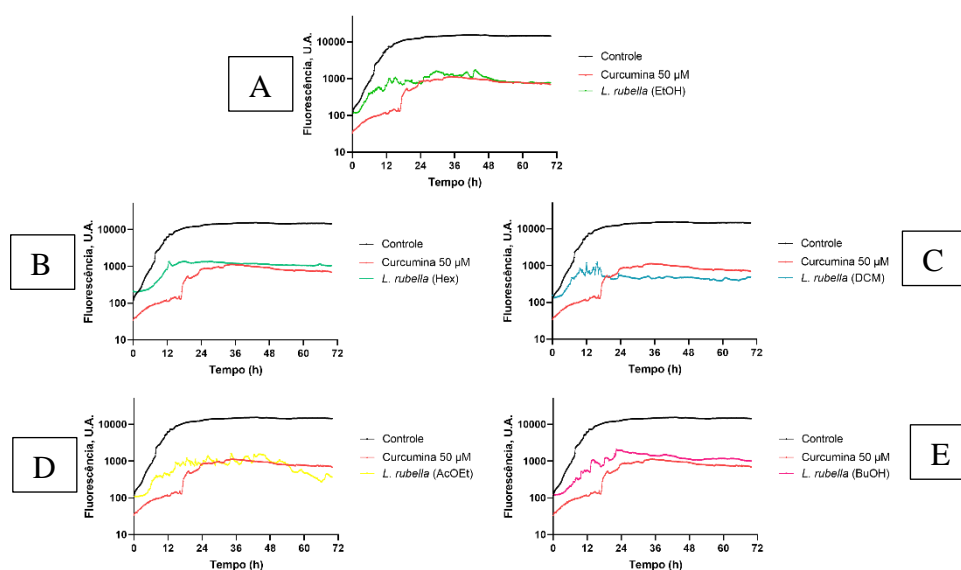 A
Fluorescência, U.A.
10000
1000
100
10
0 12 24 36 48 60 72
Tempo (h)
Controle
Curcumina 50 µM
L. rubella (EtOH)
B
Fluorescência, U.A.
10000
1000
100
10
0 12 24 36 48 60 72
Tempo (h)
Controle
Curcumina 50 µM
L. rubella (Hex)
C
Fluorescência, U.A.
10000
1000
100
10
0 12 24 36 48 60 72
Tempo (h)
Controle
Curcumina 50 µM
L. rubella (DCM)
D
Fluorescência, U.A.
10000
1000
100
10
0 12 24 36 48 60 72
Tempo (h)
Controle
Curcumina 50 µM
L. rubella (AcOEt)
E
Fluorescência, U.A.
10000
1000
100
10
0 12 24 36 48 60 72
Tempo (h)
Controle
Curcumina 50 µM
L. rubella (BuOH)